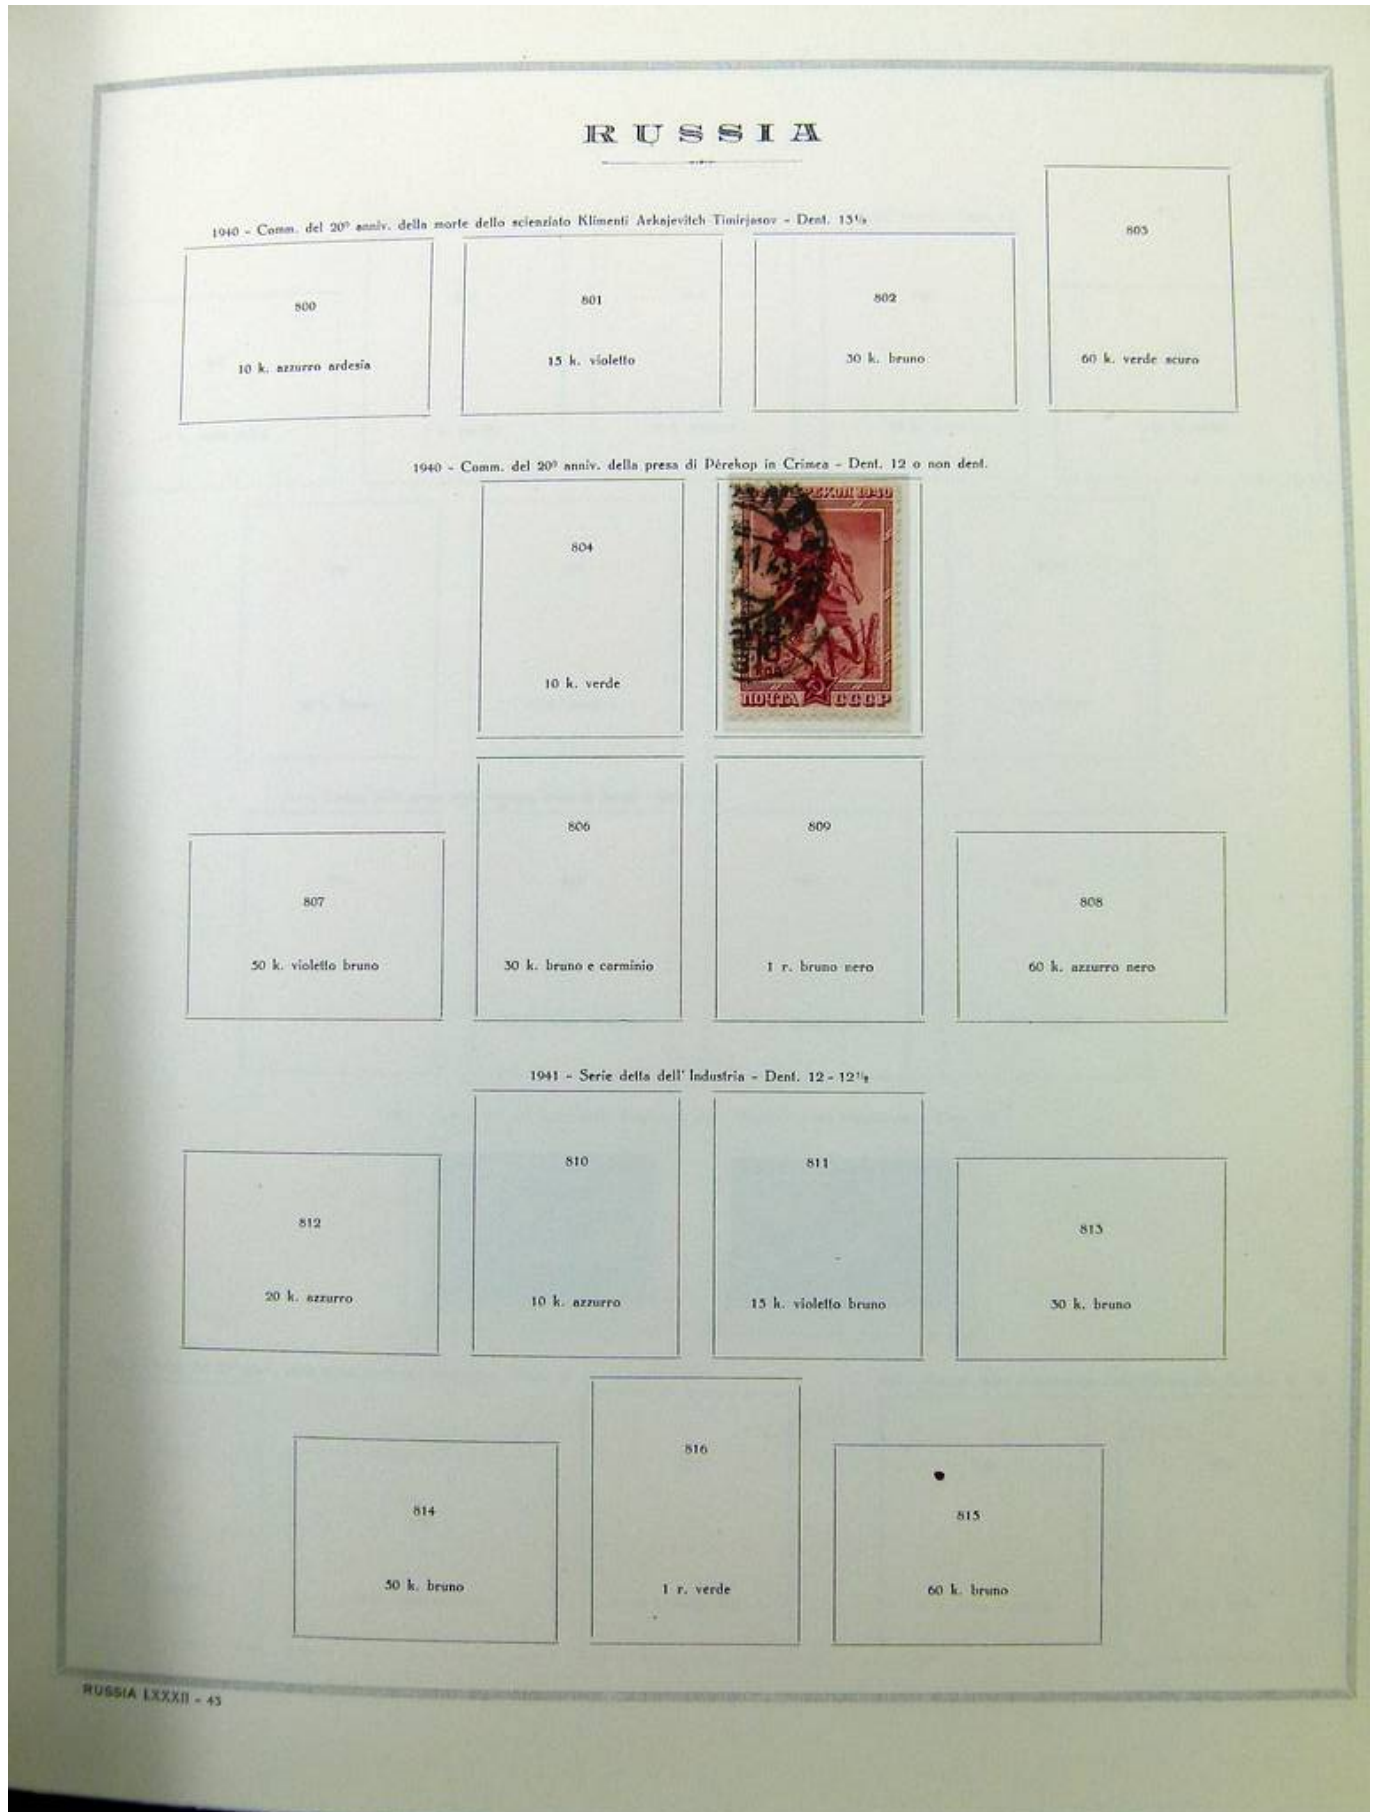 RUSSIA
1940 - Comm. del 20º anniv. della morte dello scienziato Klimenti Arkajevitch Timirjasov - Dent. 13½
800
10 k. azzurro ardesia
801
15 k. violetto
802
30 k. bruno
803
60 k. verde scuro
1940 - Comm. del 20º anniv. della presa di Pérekop in Crimea - Dent. 12 o non dent.
804
10 k. verde
1940
ПОЧТА СССР
807
50 k. violetto bruno
806
30 k. bruno e carminio
809
1 r. bruno nero
808
60 k. azzurro nero
1941 - Serie detta dell' Industria - Dent. 12 - 12½
812
20 k. azzurro
810
10 k. azzurro
811
15 k. violetto bruno
813
30 k. bruno
814
50 k. bruno
816
1 r. verde
815
60 k. bruno
RUSSIA LXXXII - 43